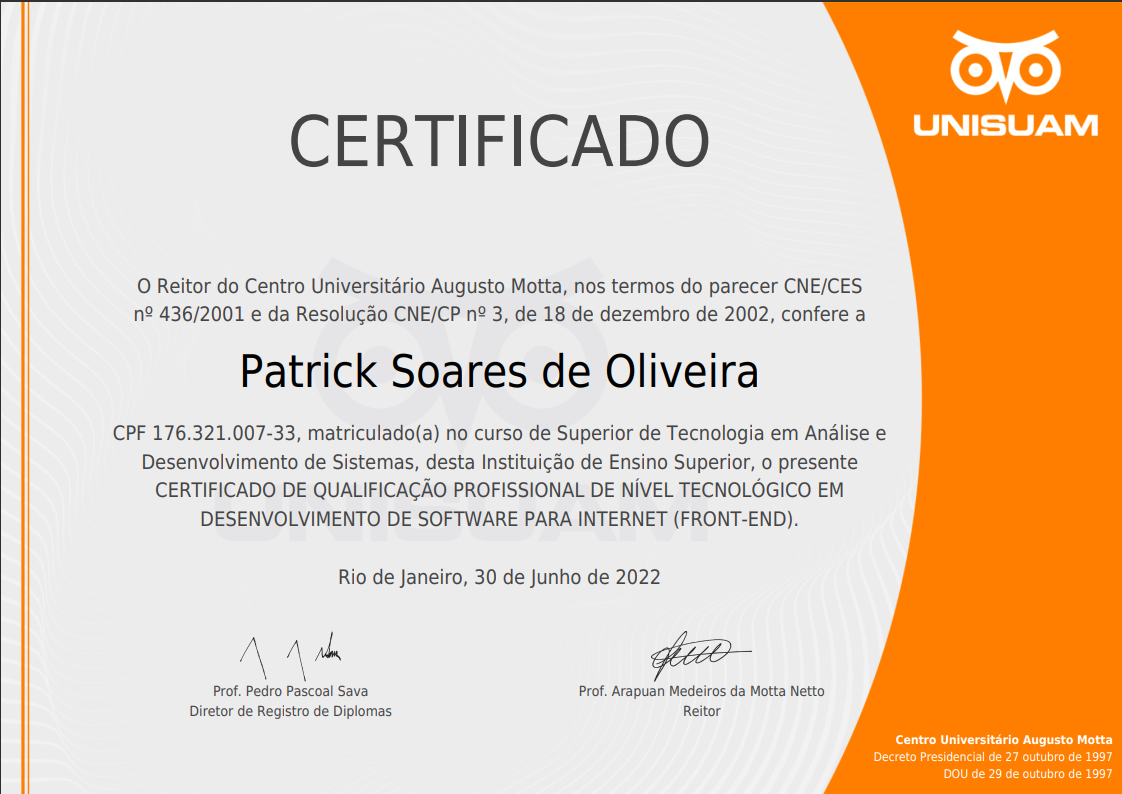 UNISUAM
CERTIFICADO
O Reitor do Centro Universitário Augusto Motta, nos termos do parecer CNE/CES
nº 436/2001 e da Resolução CNE/CP nº 3, de 18 de dezembro de 2002, confere a
Patrick Soares de Oliveira
CPF 176.321.007-33, matriculado(a) no curso de Superior de Tecnologia em Análise e
Desenvolvimento de Sistemas, desta Instituição de Ensino Superior, o presente
CERTIFICADO DE QUALIFICAÇÃO PROFISSIONAL DE NÍVEL TECNOLÓGICO EM
DESENVOLVIMENTO DE SOFTWARE PARA INTERNET (FRONT-END).
UNISUAM
Rio de Janeiro, 30 de Junho de 2022
Prof. Pedro Pascoal Sava
Diretor de Registro de Diplomas
Prof. Arapuan Medeiros da Motta Netto
Reitor
Centro Universitário Augusto Motta
Decreto Presidencial de 27 outubro de 1997
DOU de 29 de outubro de 1997